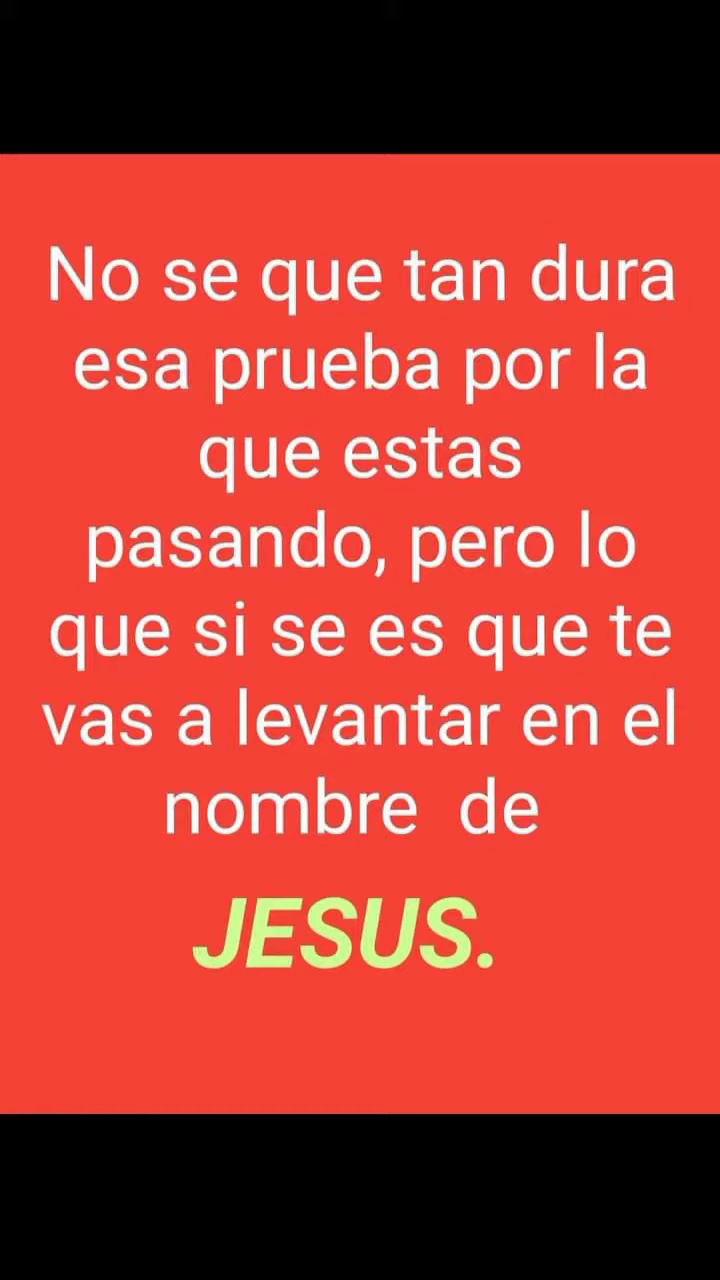 No se que tan dura
esa prueba por la
que estas
pasando, pero lo
que si se es que te
vas a levantar en el
nombre de
JESUS.